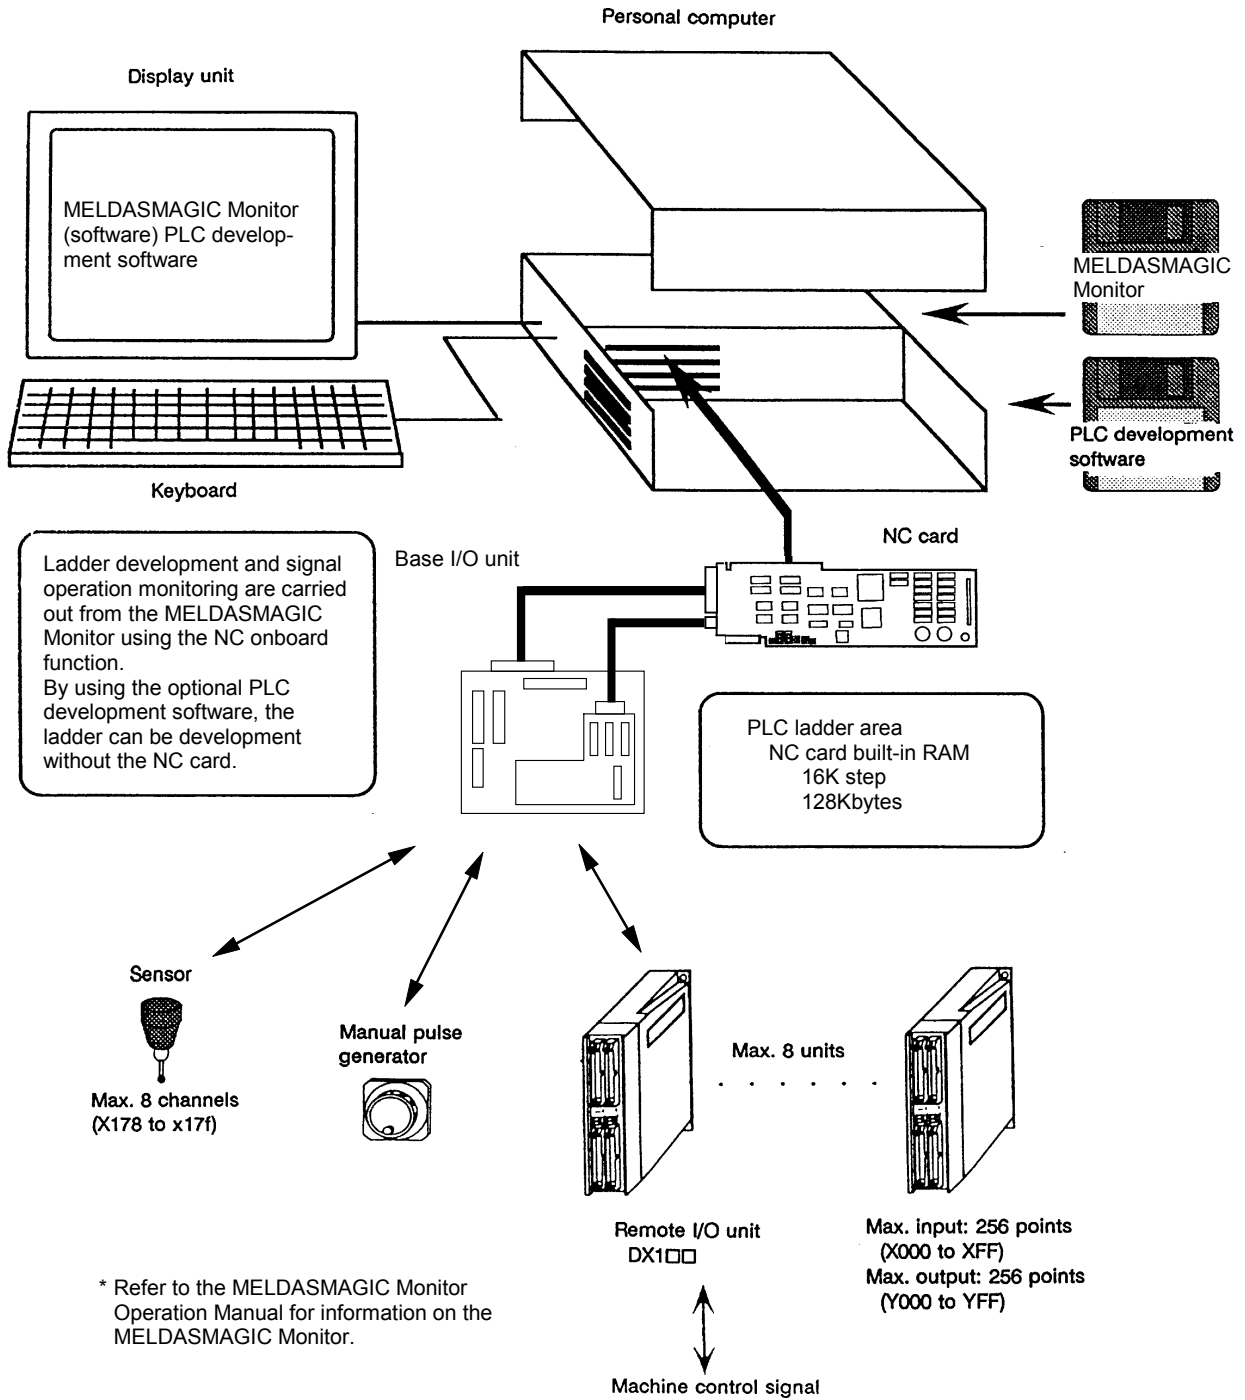 Personal computer
Display unit
MELDASMAGIC Monitor
(software) PLC develop-
ment software
MELDASMAGIC
Monitor
PLC development
software
Keyboard
NC card
Ladder development and signal
operation monitoring are carried
out from the MELDASMAGIC
Monitor using the NC onboard
function.
By using the optional PLC
development software, the
ladder can be development
without the NC card.
Base I/O unit
PLC ladder area
NC card built-in RAM
16K step
128Kbytes
Sensor
Max. 8 channels
(X178 to x17f)
Manual pulse
generator
Max. 8 units
Remote I/O unit
DX1□□
Max. input: 256 points
(X000 to XFF)
Max. output: 256 points
(Y000 to YFF)
* Refer to the MELDASMAGIC Monitor
Operation Manual for information on the
MELDASMAGIC Monitor.
Machine control signal